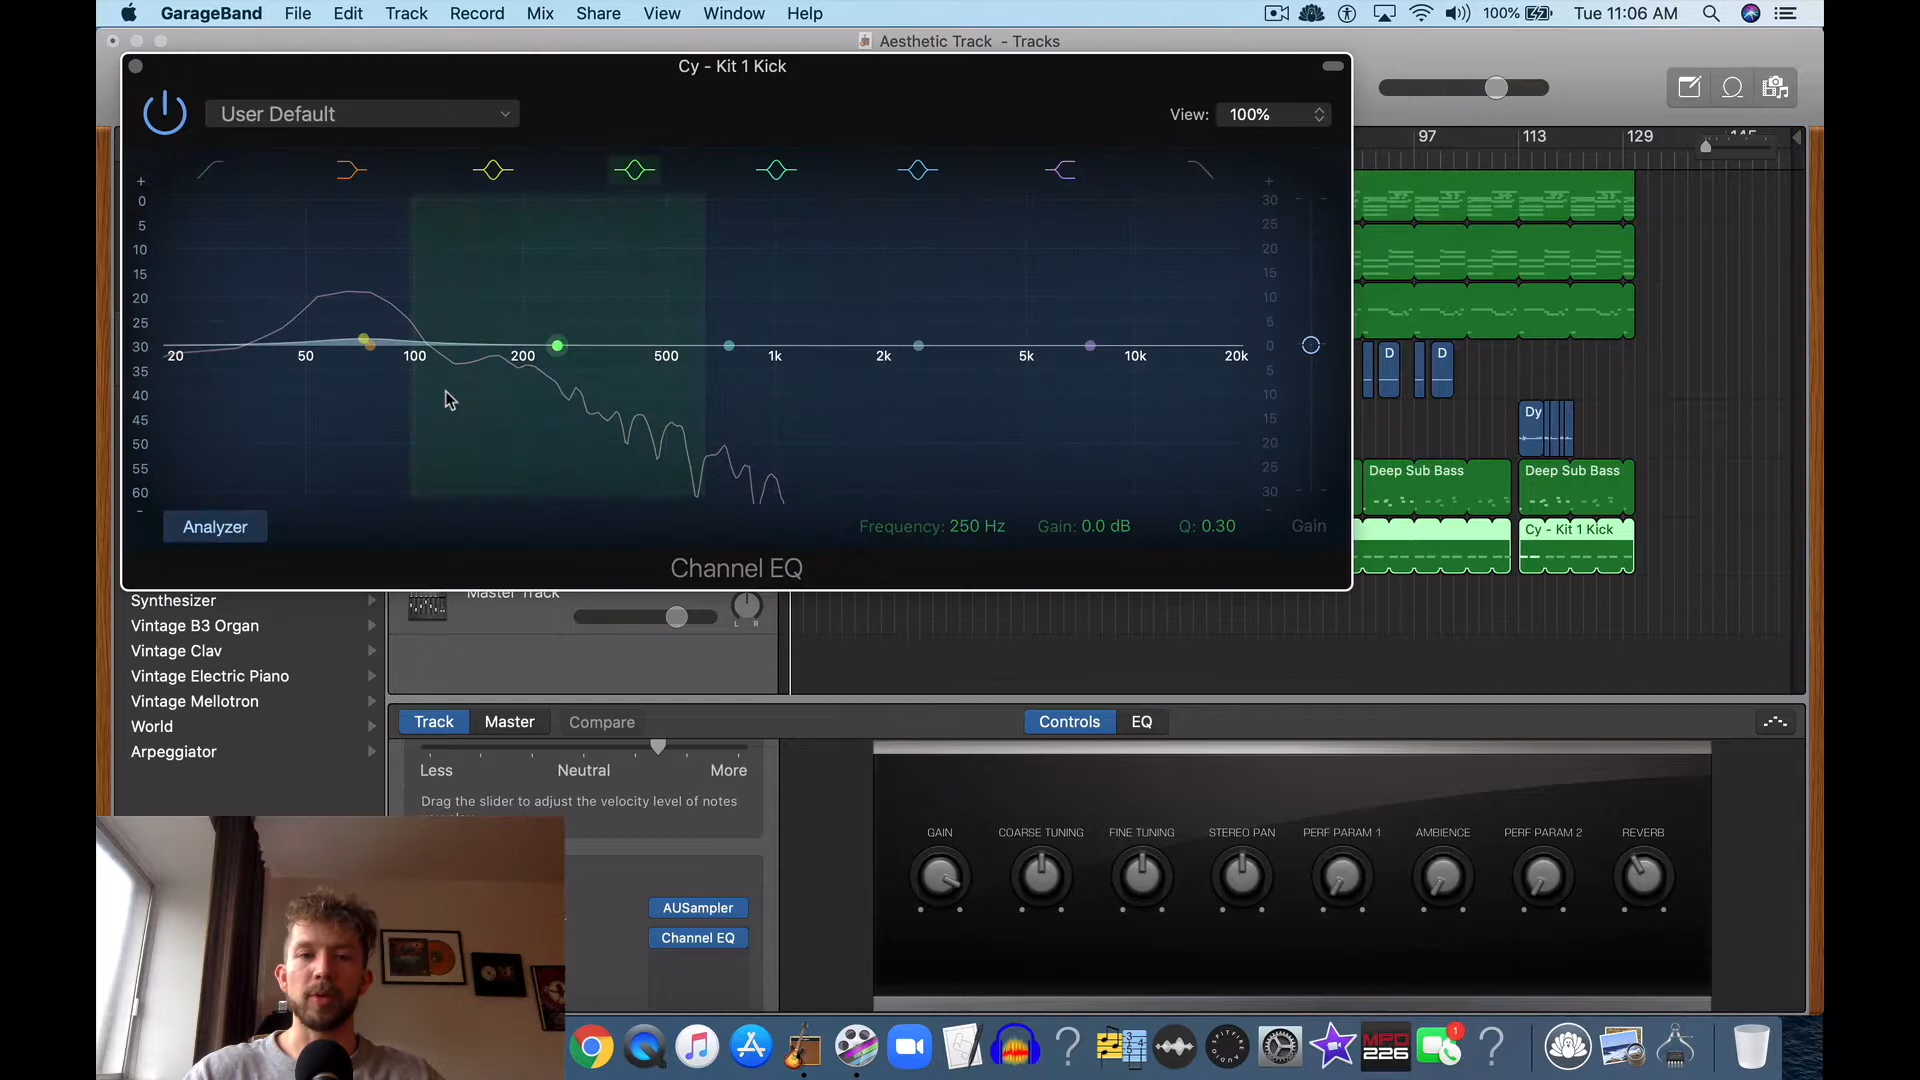 GarageBand File Edit Track Record Mix Share View Window Help 100% Tue 11:06 AM
Aesthetic Track - Tracks
Cy - Kit 1 Kick
User Default
View: 100%
97 113 129 145
+ +
0 30
5 25
10 20
15 15
20 10
25 5
30 0
20 50 100 200 500 1k 2k 5k 10k 20k
35 5
40 10
45 15
50 20
55 25
60 30
- -
D D
Dy
Deep Sub Bass Deep Sub Bass
Cy - Kit 1 Kick
Analyzer
Frequency: 250 Hz Gain: 0.0 dB Q: 0.30 Gain
Channel EQ
Synthesizer
Vintage B3 Organ
Vintage Clav
Vintage Electric Piano
Vintage Mellotron
World
Arpeggiator
Master Track
L R
Track Master Compare Controls EQ
Less Neutral More
Drag the slider to adjust the velocity level of notes
GAIN COARSE TUNING FINE TUNING STEREO PAN PERF PARAM 1 AMBIENCE PERF PARAM 2 REVERB
AUSampler
Channel EQ
SPITFIRE AUDIO
MPD
226
1